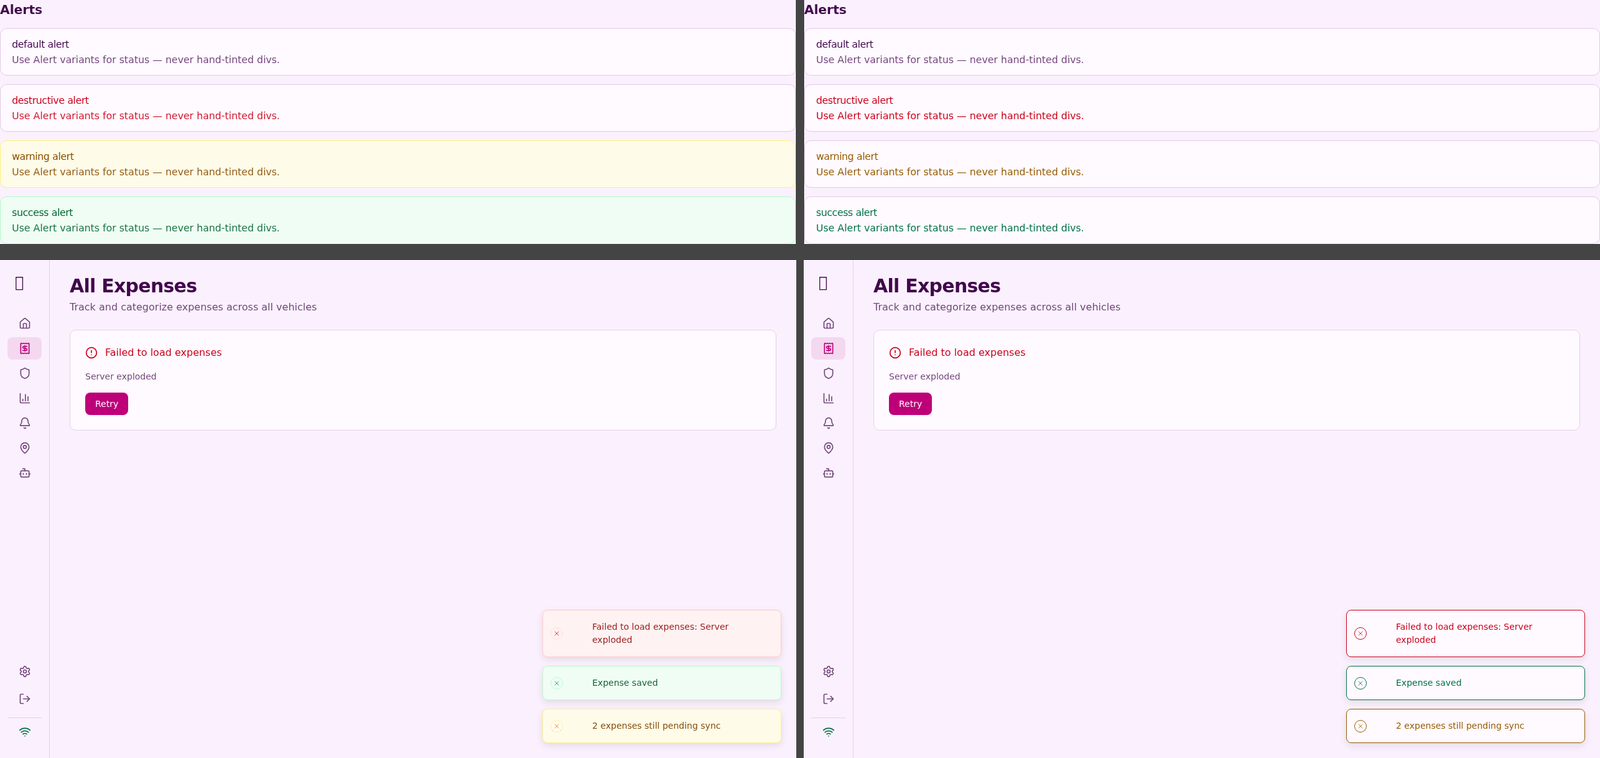 Alerts
default alert
Use Alert variants for status — never hand-tinted divs.
destructive alert
Use Alert variants for status — never hand-tinted divs.
warning alert
Use Alert variants for status — never hand-tinted divs.
success alert
Use Alert variants for status — never hand-tinted divs.
Alerts
default alert
Use Alert variants for status — never hand-tinted divs.
destructive alert
Use Alert variants for status — never hand-tinted divs.
warning alert
Use Alert variants for status — never hand-tinted divs.
success alert
Use Alert variants for status — never hand-tinted divs.
All Expenses
Track and categorize expenses across all vehicles
Failed to load expenses
Server exploded
Retry
Failed to load expenses: Server
exploded
Expense saved
2 expenses still pending sync
All Expenses
Track and categorize expenses across all vehicles
Failed to load expenses
Server exploded
Retry
Failed to load expenses: Server
exploded
Expense saved
2 expenses still pending sync